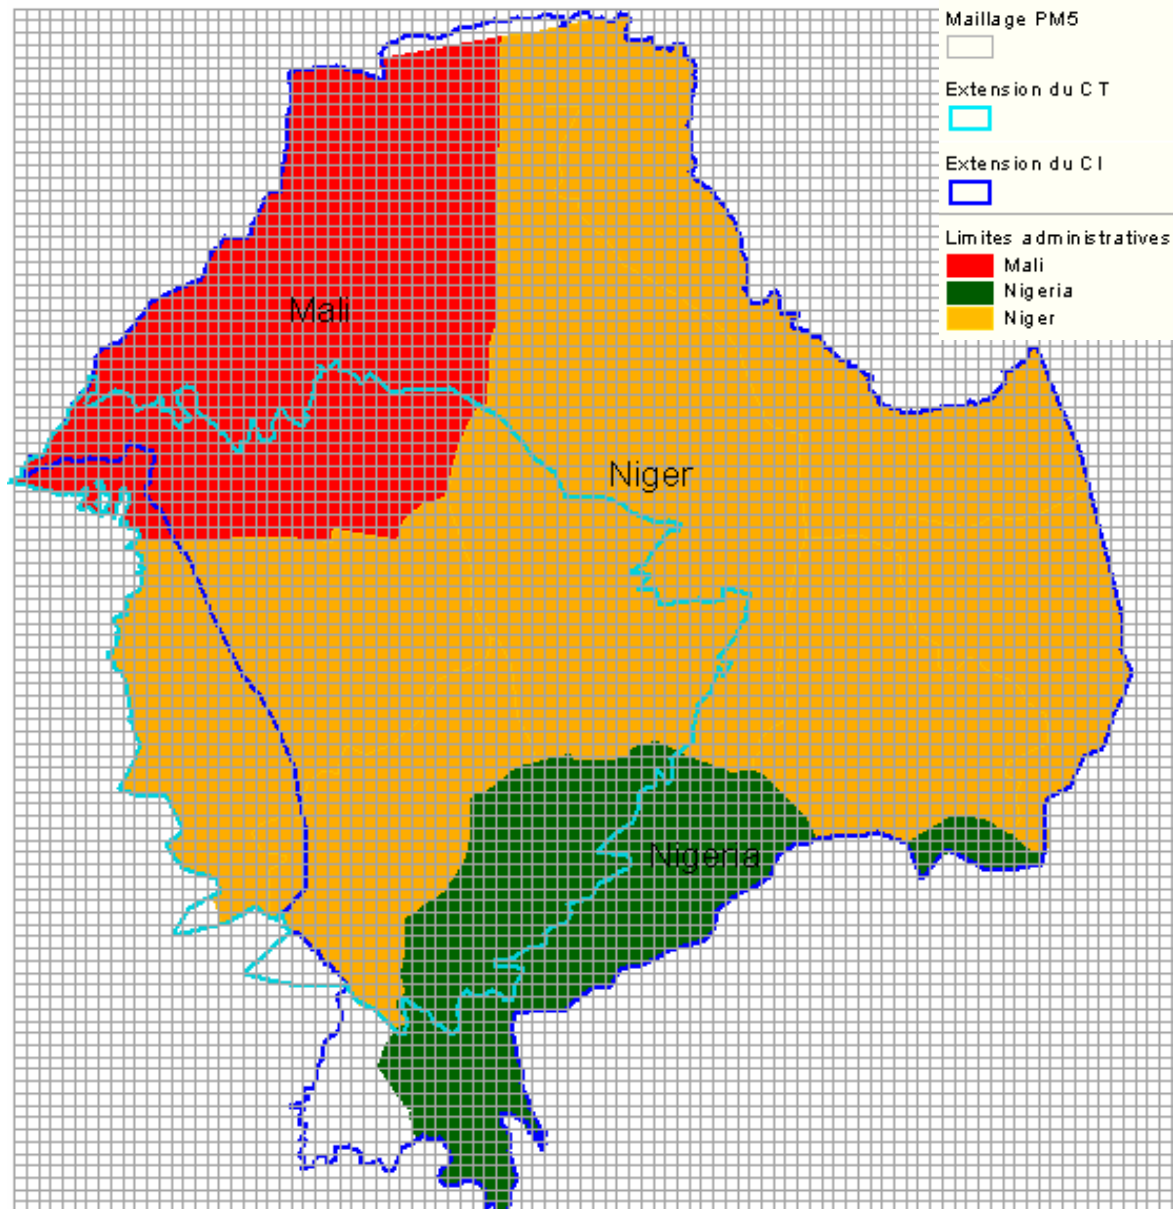 Maillage PM5
Extension du CT
Extension du CI
Limites administratives
Mali
Nigeria
Niger
Mali
Niger
Nigeria